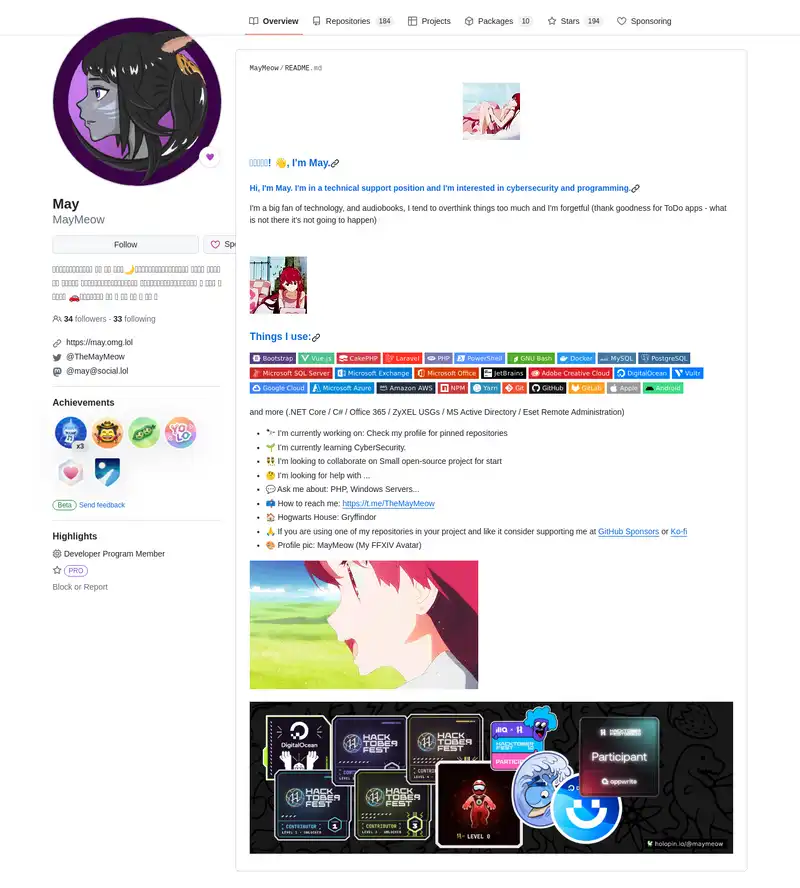 Overview Repositories 184 Projects Packages 10 Stars 194 Sponsoring
MayMeow / README.md
! 👋, I'm May.
Hi, I'm May. I'm in a technical support position and I'm interested in cybersecurity and programming.
I'm a big fan of technology, and audiobooks, I tend to overthink things too much and I'm forgetful (thank goodness for ToDo apps - what
is not there it's not going to happen)
Things I use:
Bootstrap Vue.js CakePHP Laravel PHP PowerShell GNU Bash Docker MySQL PostgreSQL
Microsoft SQL Server Microsoft Exchange Microsoft Office JetBrains Adobe Creative Cloud DigitalOcean Vultr
Google Cloud Microsoft Azure Amazon AWS NPM Yarn Git GitHub GitLab Apple Android
and more (.NET Core / C# / Office 365 / ZyXEL USGs / MS Active Directory / Eset Remote Administration)
🔭 I'm currently working on: Check my profile for pinned repositories
🌱 I'm currently learning CyberSecurity.
👯 I'm looking to collaborate on Small open-source project for start
🤔 I'm looking for help with ...
💬 Ask me about: PHP, Windows Servers...
📫 How to reach me: https://t.me/TheMayMeow
🏠 Hogwarts House: Gryffindor
🙏 If you are using one of my repositories in your project and like it consider supporting me at GitHub Sponsors or Ko-fi
🎨 Profile pic: MayMeow (My FFXIV Avatar)
DigitalOcean
HACK TOBER FEST
HACK TOBER FEST
HACK TOBER FEST
CONTRIBUTOR
LEVEL 1 - UNLOCKED
HACK TOBER FEST
CONTRIBUTOR
3
LEVEL 0
HACKTOBER
FEST
Participant
appwrite
holopin.io/@maymeow
May
MayMeow
Follow
Spo
34 followers · 33 following
https://may.omg.lol
@TheMayMeow
@may@social.lol
Achievements
x3
YOLO
Beta Send feedback
Highlights
Developer Program Member
PRO
Block or Report